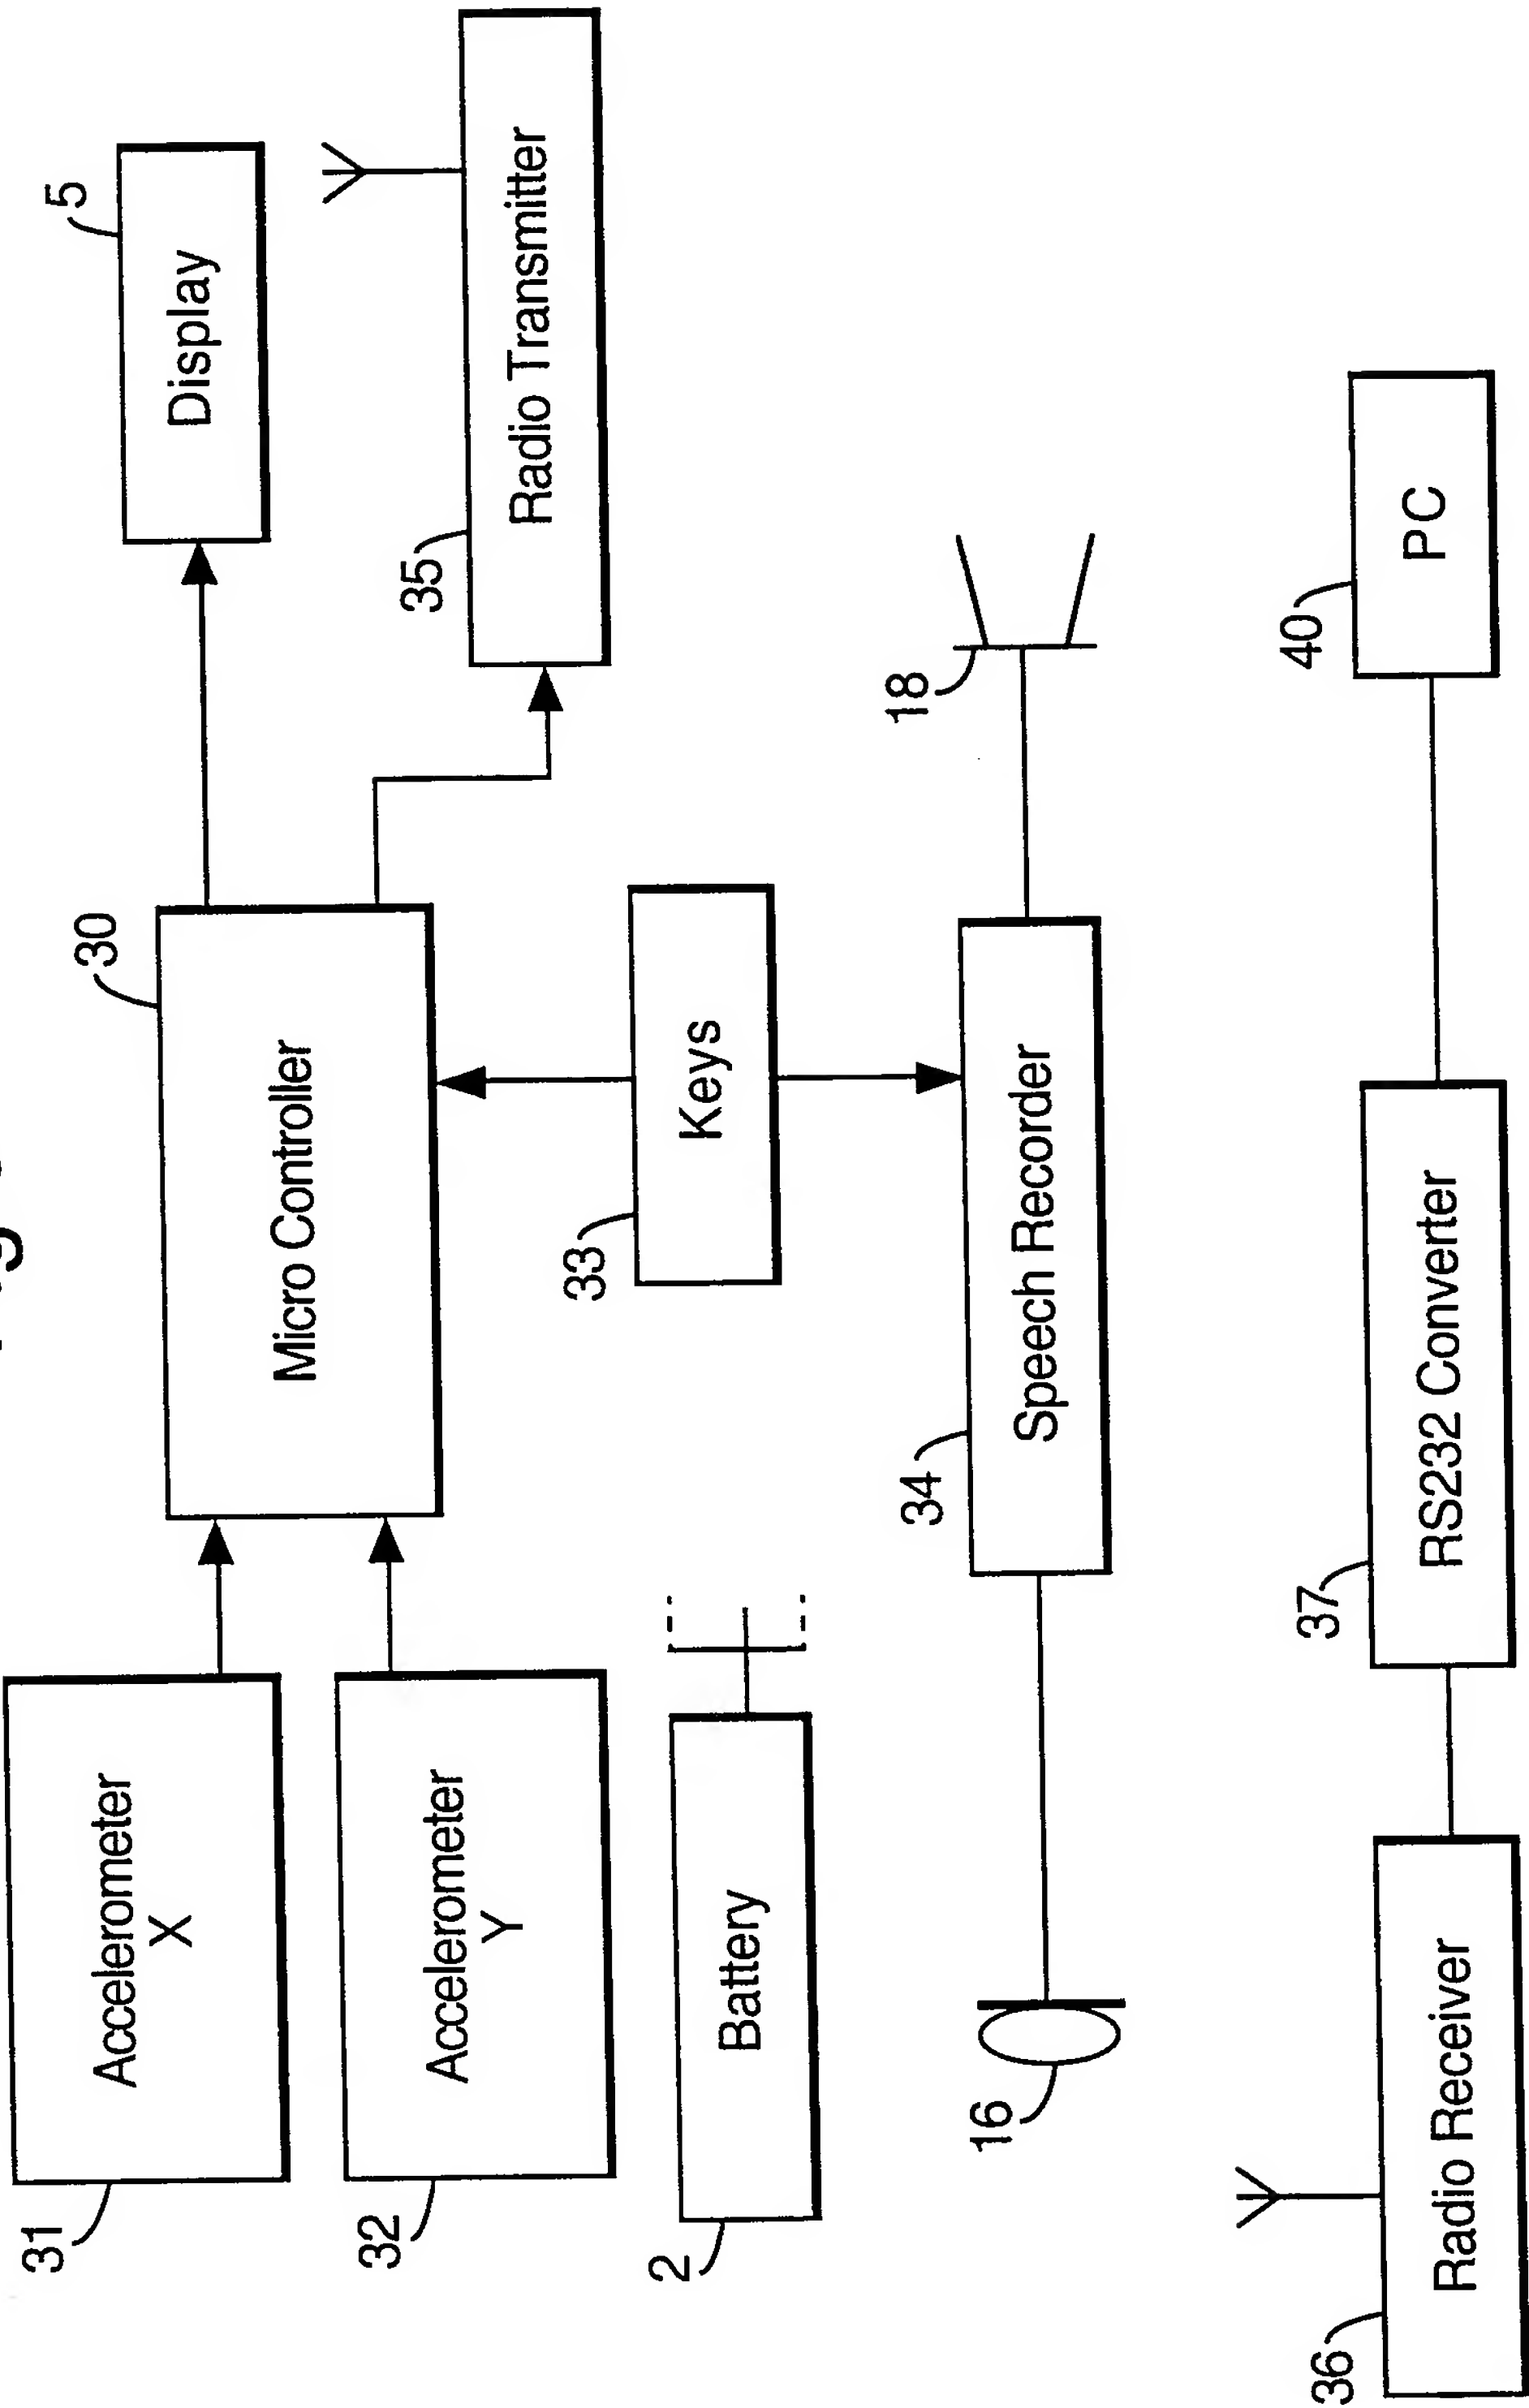 31
Accelerometer
X
32
Accelerometer
Y
2
Battery
30
Micro Controller
33
Keys
5
Display
35
Radio Transmitter
16
34
Speech Recorder
18
36
Radio Receiver
37
RS232 Converter
40
PC